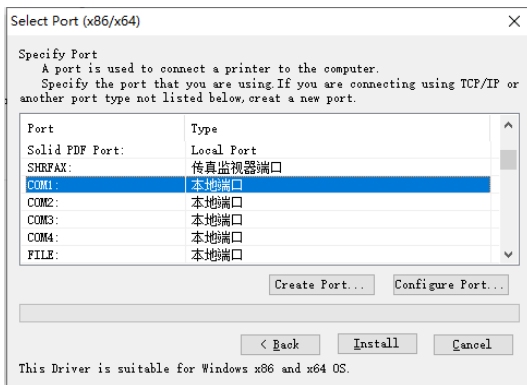 Select Port (x86/x64)
Specify Port
A port is used to connect a printer to the computer.
Specify the port that you are using.If you are connecting using TCP/IP or
another port type not listed below,creat a new port.
Port Type
Solid PDF Port: Local Port
SHRFAX: 传真监视器端口
COM1: 本地端口
COM2: 本地端口
COM3: 本地端口
COM4: 本地端口
FILE: 本地端口
Create Port... Configure Port...
< Back Install Cancel
This Driver is suitable for Windows x86 and x64 OS.